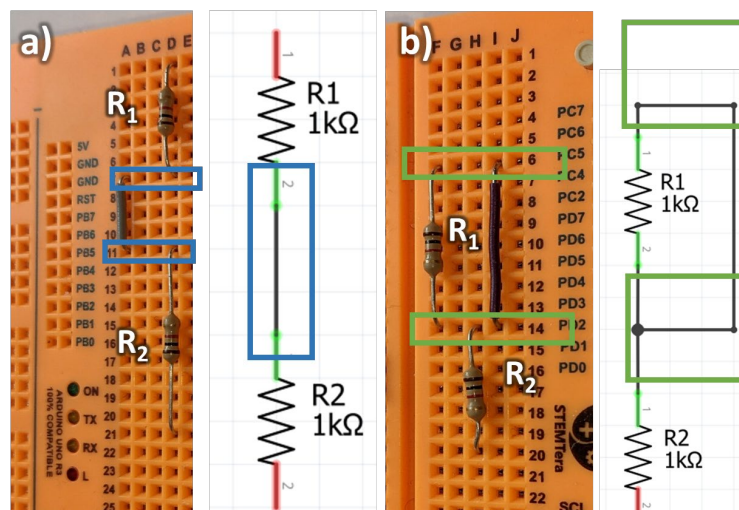 a)
A B C D E
1
R1
4
5
5V
GND
6
GND
RST
8
PB7
9
PB6
10
PB5
11
PB4
12
PB3
13
PB2
14
PB1
15
PB0
16
R2
17
18
19
20
21
22
23
24
25
ON
TX
RX
L
ARDUINO UNO R3
100% COMPATIBLE
1
R1
1kΩ
2
R2
1kΩ
2
b)
F G H I J
1
2
3
4
5
6
7
8
9
10
11
12
13
14
15
16
17
18
19
20
21
22
PC7
PC6
PC5
PC4
PC2
PD7
PD6
PD5
PD4
PD3
PD2
PD1
PD0
R1
R2
STEMTera
SCL
1
R1
1kΩ
2
1
R2
1kΩ
2